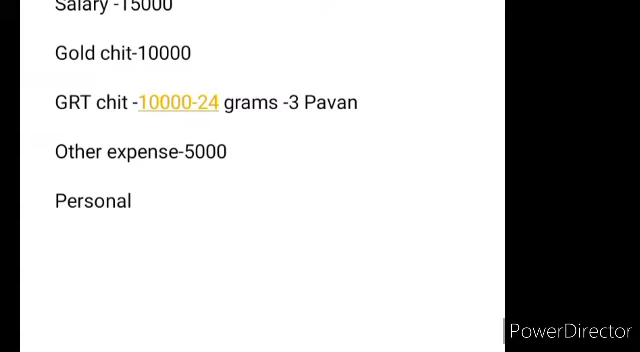 Salary -15000
Gold chit-10000
GRT chit -10000-24 grams -3 Pavan
Other expense-5000
Personal
PowerDirector